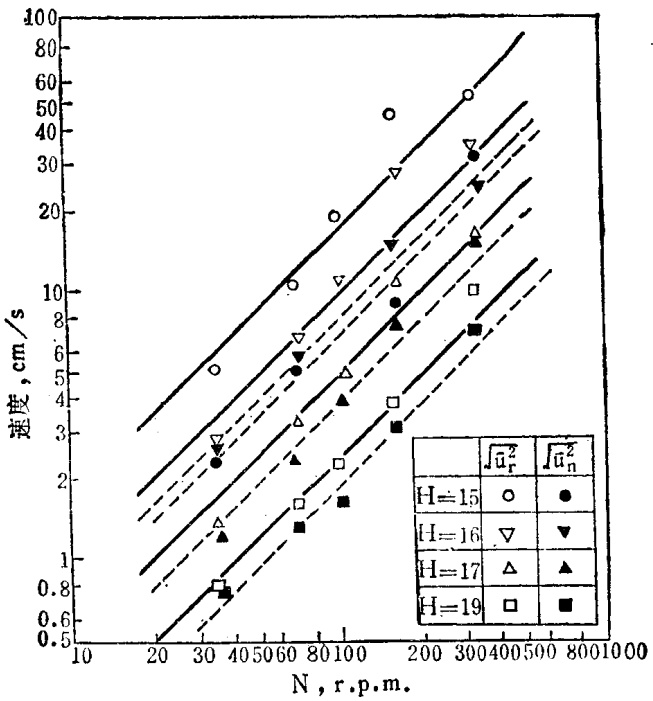 100
80
60
50
40
30
20
10
8
6
5
4
3
2
1
0.8
0.6
0.5
速度,cm/s
10 20 30 40 50 60 80 100 200 300 400 500 800 1000
N, r.p.m.
√ū²ᵣ √ū²ₙ
H=15 ○ ●
H=16 ▽ ▼
H=17 △ ▲
H=19 □ ■